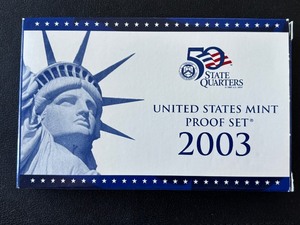 50
STATE
QUARTERS
UNITED STATES MINT
PROOF SET®
2003